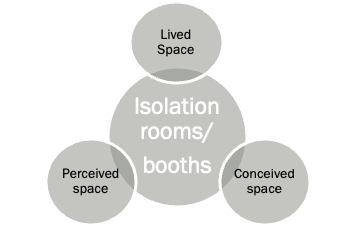 Lived
Space
Isolation
rooms/
booths
Perceived
space
Conceived
space